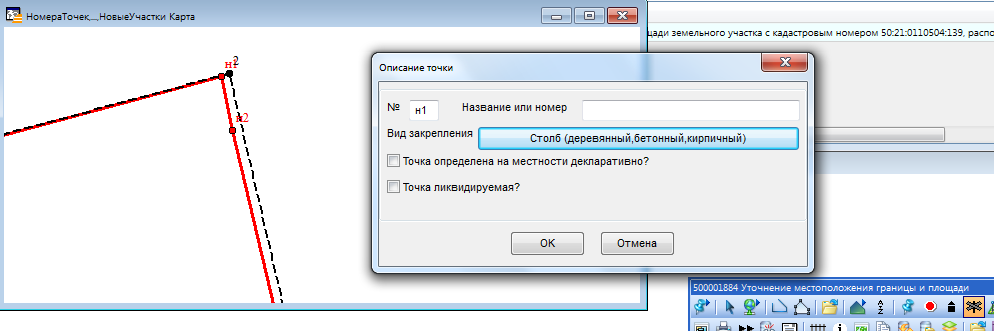 НомераТочек,...,НовыеУчастки Карта
щади земельного участка с кадастровым номером 50:21:0110504:139, распо
н1
2
н2
Описание точки
№ н1 Название или номер
Вид закрепления Столб (деревянный,бетонный,кирпичный)
Точка определена на местности декларативно?
Точка ликвидируемая?
OK Отмена
500001884 Уточнение местоположения границы и площади